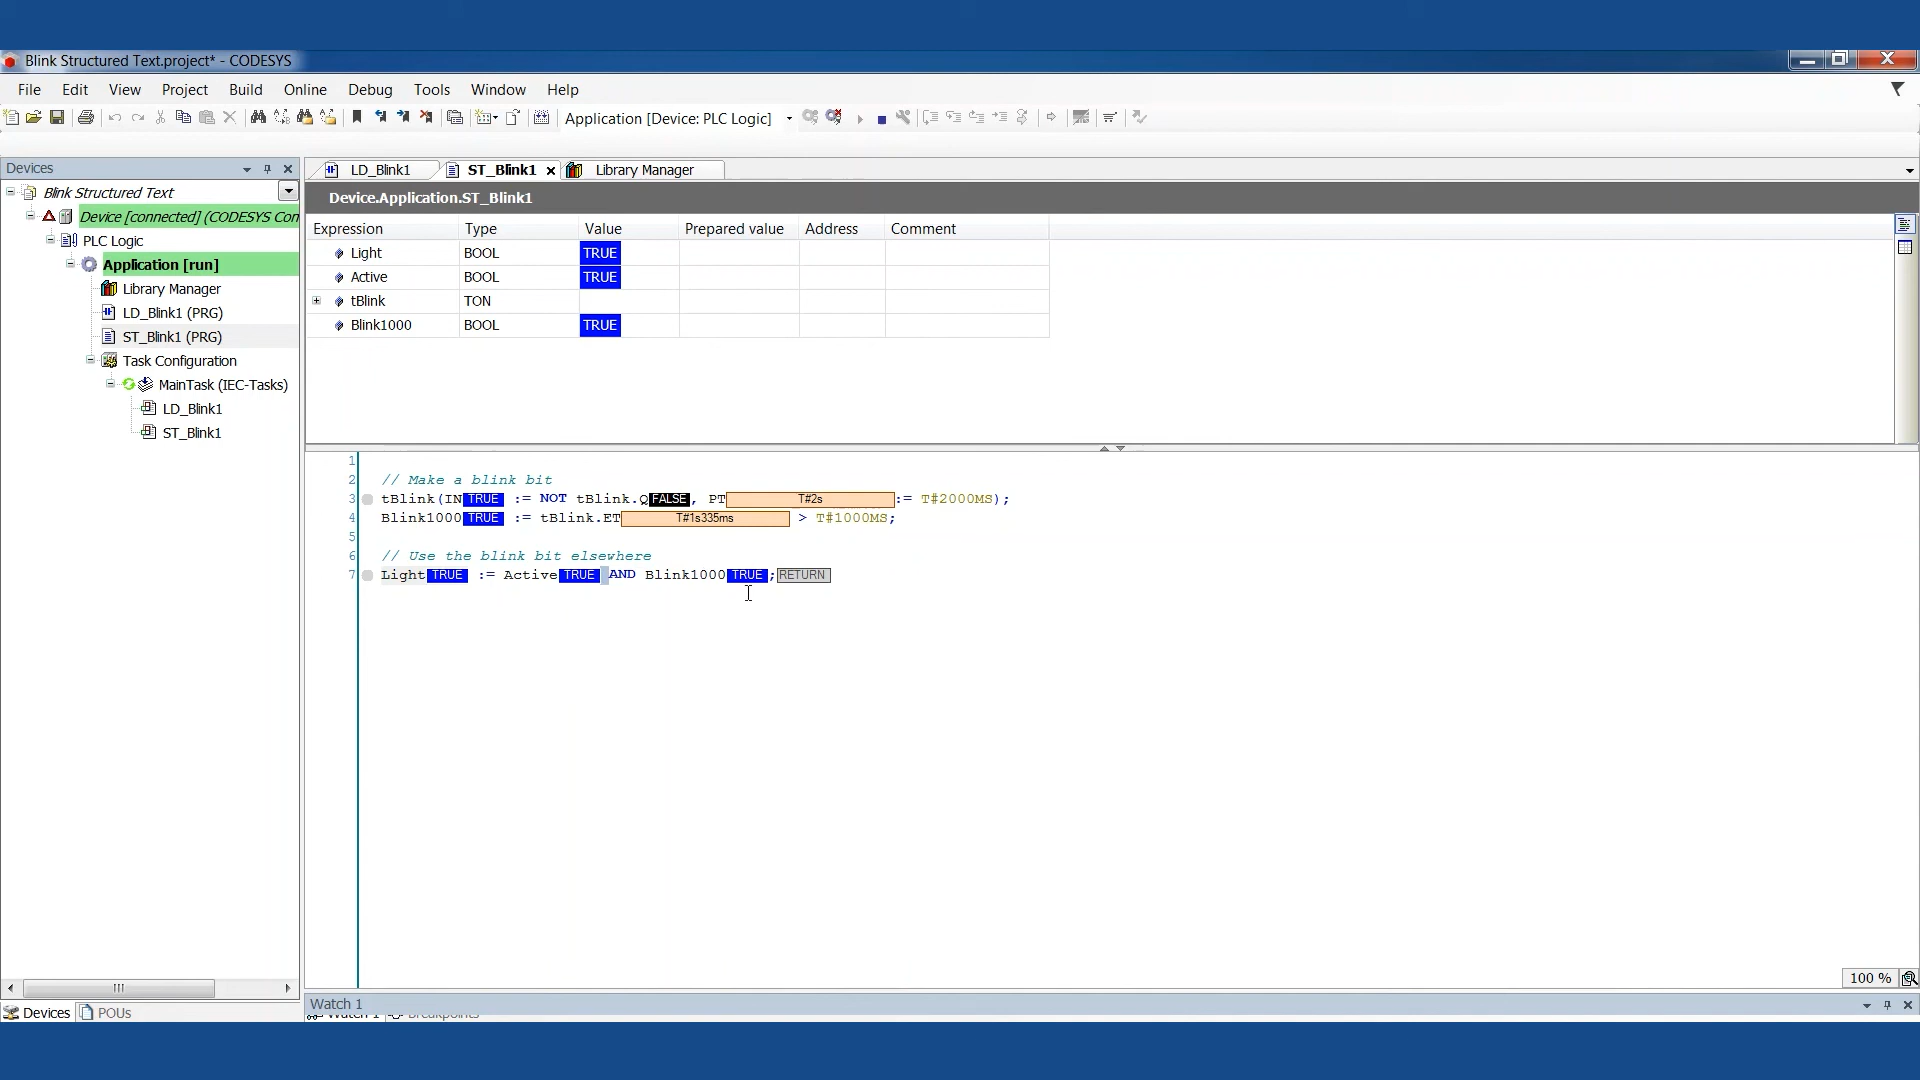 Blink Structured Text.project* - CODESYS
File Edit View Project Build Online Debug Tools Window Help
Application [Device: PLC Logic]
Devices
Blink Structured Text
Device [connected] (CODESYS Con
PLC Logic
Application [run]
Library Manager
LD_Blink1 (PRG)
ST_Blink1 (PRG)
Task Configuration
MainTask (IEC-Tasks)
LD_Blink1
ST_Blink1
Devices POUs
LD_Blink1 ST_Blink1 Library Manager
Device.Application.ST_Blink1
Expression Type Value Prepared value Address Comment
Light BOOL TRUE
Active BOOL TRUE
tBlink TON
Blink1000 BOOL TRUE
1
2 // Make a blink bit
3 tBlink(IN TRUE := NOT tBlink.Q FALSE, PT T#2s := T#2000MS);
4 Blink1000 TRUE := tBlink.ET T#1s335ms > T#1000MS;
5
6 // Use the blink bit elsewhere
7 Light TRUE := Active TRUE AND Blink1000 TRUE; RETURN
100 %
Watch 1
Watch 1 Breakpoints